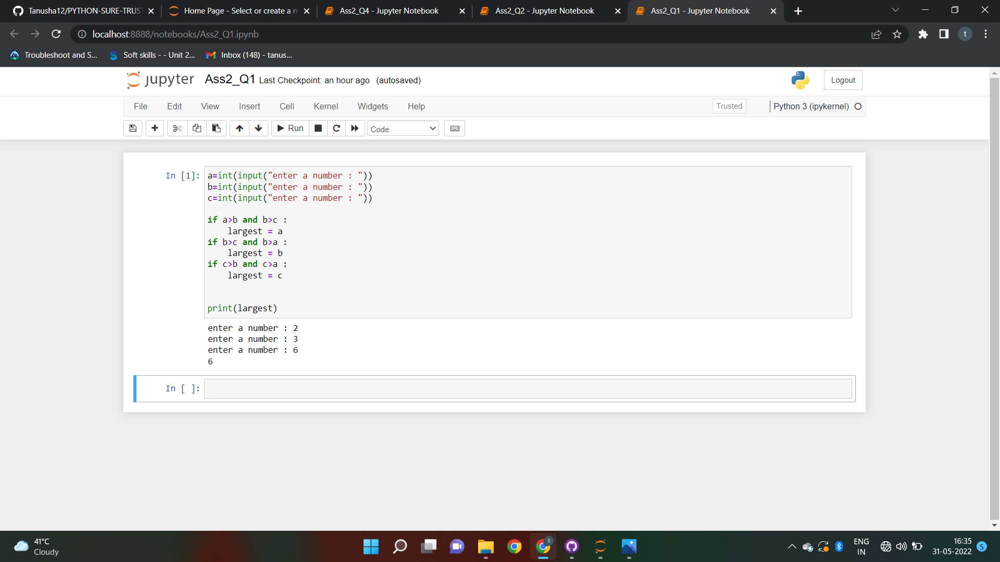 Tanusha12/PYTHON-SURE-TRUS
Home Page - Select or create a n
Ass2_Q4 - Jupyter Notebook
Ass2_Q2 - Jupyter Notebook
Ass2_Q1 - Jupyter Notebook
localhost:8888/notebooks/Ass2_Q1.ipynb
t
Troubleshoot and S...
Soft skills - - Unit 2...
Inbox (148) - tanus...
jupyter Ass2_Q1 Last Checkpoint: an hour ago (autosaved)
Logout
File Edit View Insert Cell Kernel Widgets Help
Trusted
Python 3 (ipykernel)
Run
Code
In [1]:
a=int(input("enter a number : "))
b=int(input("enter a number : "))
c=int(input("enter a number : "))
if a>b and b>c :
    largest = a
if b>c and b>a :
    largest = b
if c>b and c>a :
    largest = c
print(largest)
enter a number : 2
enter a number : 3
enter a number : 6
6
In [ ]:
41°C
Cloudy
t
ENG
IN
16:35
31-05-2022
5